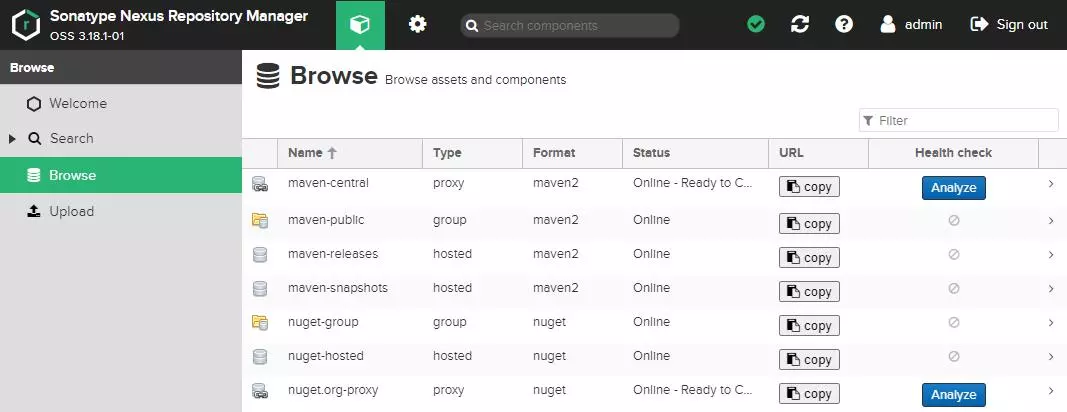 Sonatype Nexus Repository Manager
OSS 3.18.1-01
Search components
admin
Sign out
Browse
Welcome
Search
Browse
Upload
Browse Browse assets and components
Filter
Name Type Format Status URL Health check
maven-central proxy maven2 Online - Ready to C... copy Analyze
maven-public group maven2 Online copy
maven-releases hosted maven2 Online copy
maven-snapshots hosted maven2 Online copy
nuget-group group nuget Online copy
nuget-hosted hosted nuget Online copy
nuget.org-proxy proxy nuget Online - Ready to C... copy Analyze